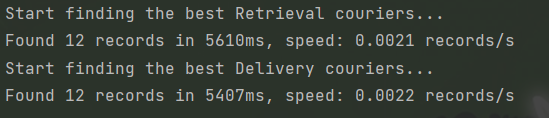 Start finding the best Retrieval couriers...
Found 12 records in 5610ms, speed: 0.0021 records/s
Start finding the best Delivery couriers...
Found 12 records in 5407ms, speed: 0.0022 records/s